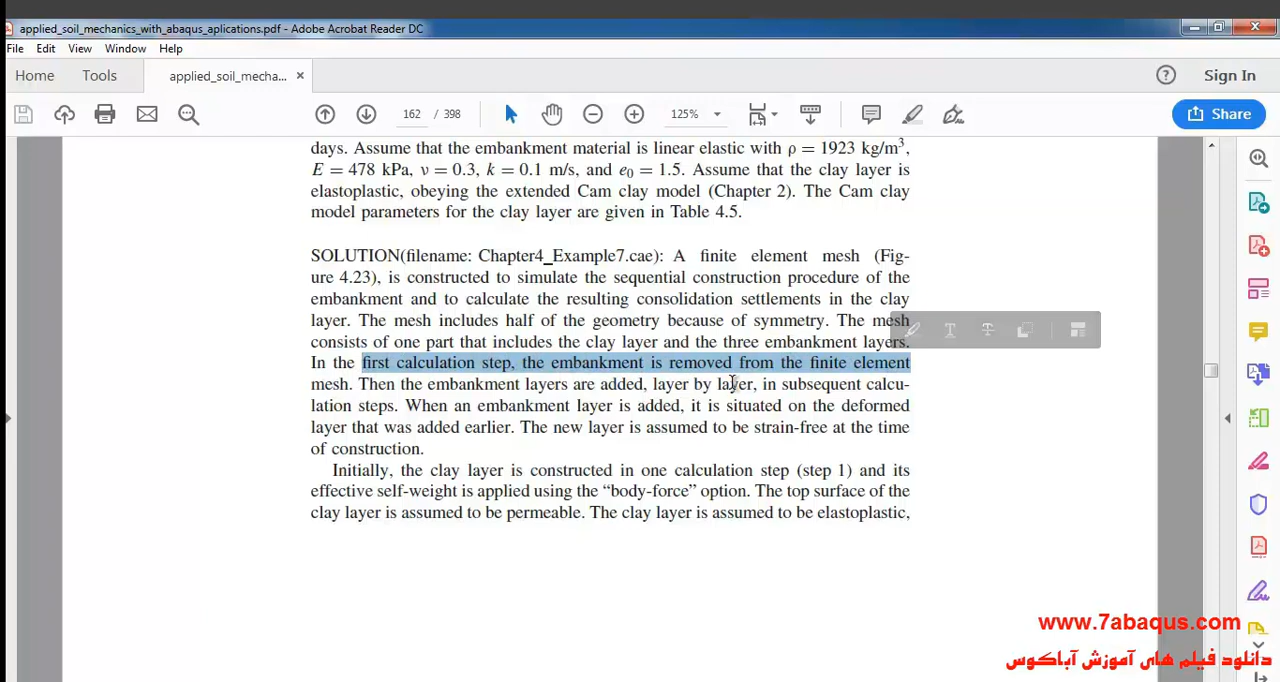 applied_soil_mechanics_with_abaqus_aplications.pdf - Adobe Acrobat Reader DC
File Edit View Window Help
Home Tools applied_soil_mecha... ×
Sign In
162 / 398 125% Share
days. Assume that the embankment material is linear elastic with ρ = 1923 kg/m³,
E = 478 kPa, ν = 0.3, k = 0.1 m/s, and e₀ = 1.5. Assume that the clay layer is
elastoplastic, obeying the extended Cam clay model (Chapter 2). The Cam clay
model parameters for the clay layer are given in Table 4.5.
SOLUTION(filename: Chapter4_Example7.cae): A finite element mesh (Fig-
ure 4.23), is constructed to simulate the sequential construction procedure of the
embankment and to calculate the resulting consolidation settlements in the clay
layer. The mesh includes half of the geometry because of symmetry. The mesh
consists of one part that includes the clay layer and the three embankment layers.
In the first calculation step, the embankment is removed from the finite element
mesh. Then the embankment layers are added, layer by layer, in subsequent calcu-
lation steps. When an embankment layer is added, it is situated on the deformed
layer that was added earlier. The new layer is assumed to be strain-free at the time
of construction.
Initially, the clay layer is constructed in one calculation step (step 1) and its
effective self-weight is applied using the “body-force” option. The top surface of the
clay layer is assumed to be permeable. The clay layer is assumed to be elastoplastic,
www.7abaqus.com
دانلود فیلم های آموزش آباکوس